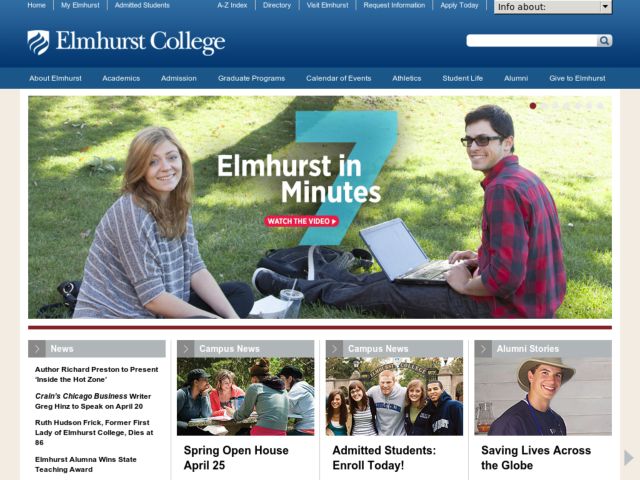 Home
My Elmhurst
Admitted Students
A-Z Index
Directory
Visit Elmhurst
Request Information
Apply Today
Info about:
Elmhurst College
About Elmhurst
Academics
Admission
Graduate Programs
Calendar of Events
Athletics
Student Life
Alumni
Give to Elmhurst
7
Elmhurst in
Minutes
WATCH THE VIDEO
News
Author Richard Preston to Present
'Inside the Hot Zone'
Crain's Chicago Business Writer
Greg Hinz to Speak on April 20
Ruth Hudson Frick, Former First
Lady of Elmhurst College, Dies at
86
Elmhurst Alumna Wins State
Teaching Award
Campus News
Spring Open House
April 25
Campus News
Admitted Students:
Enroll Today!
Alumni Stories
Saving Lives Across
the Globe